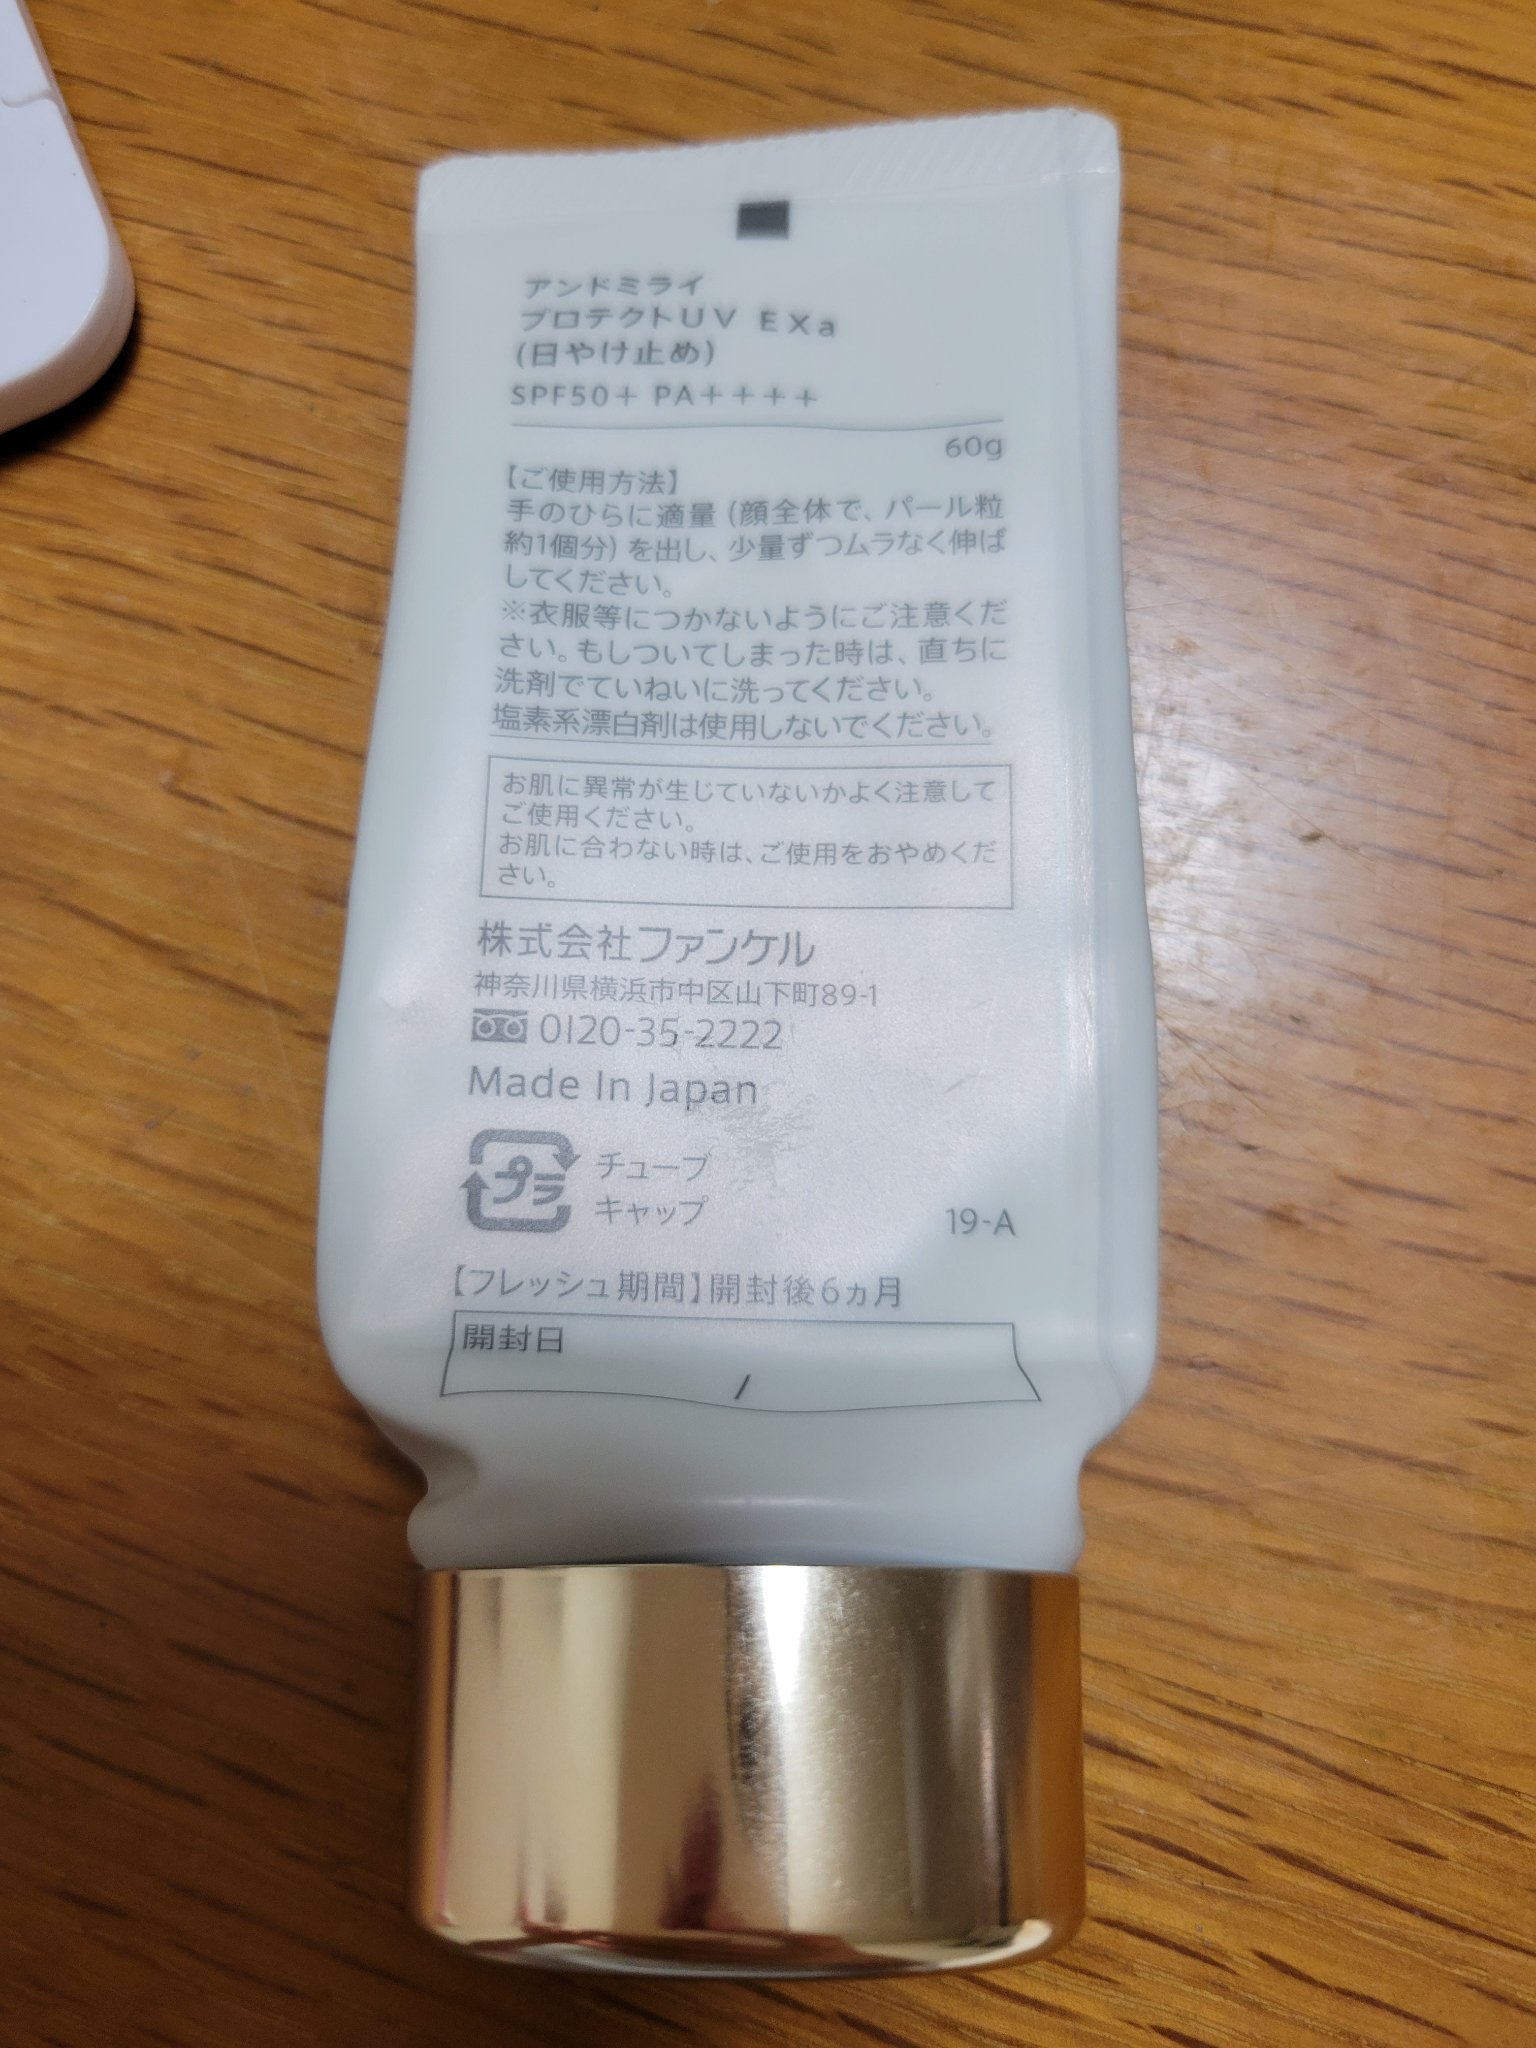 アンドミライ
プロテクトUV EXa
(日やけ止め)
SPF50+ PA++++
60g
【ご使用方法】
手のひらに適量（顔全体で、パール粒
約1個分）を出し、少量ずつムラなく伸ば
してください。
※衣服等につかないようにご注意くだ
さい。もしついてしまった時は、直ちに
洗剤でていねいに洗ってください。
塩素系漂白剤は使用しないでください。
お肌に異常が生じていないかよく注意して
ご使用ください。
お肌に合わない時は、ご使用をおやめくだ
さい。
株式会社ファンケル
神奈川県横浜市中区山下町89-1
0120-35-2222
Made In Japan
プラ
チューブ
キャップ
19-A
【フレッシュ期間】開封後6ヵ月
開封日
/